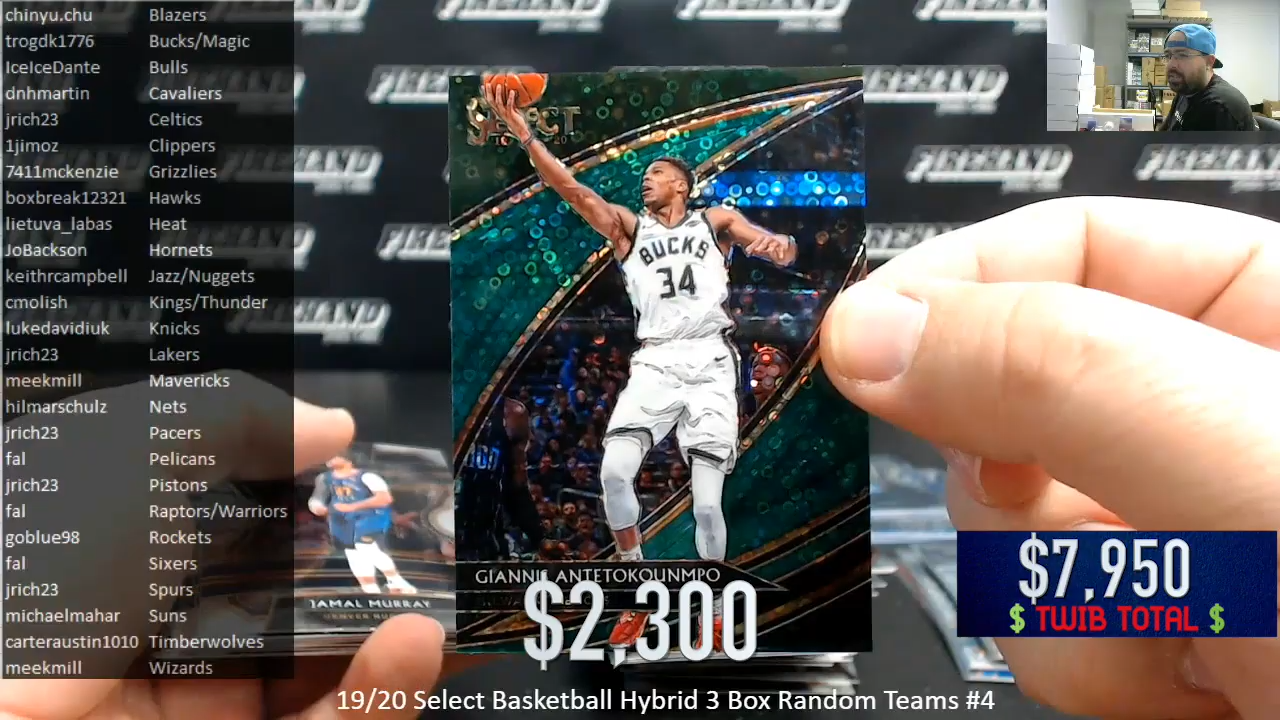 chinyu.chu Blazers
trogdk1776 Bucks/Magic
IceIceDante Bulls
dnhmartin Cavaliers
jrich23 Celtics
1jimoz Clippers
7411mckenzie Grizzlies
boxbreak12321 Hawks
lietuva_labas Heat
JoBackson Hornets
keithrcampbell Jazz/Nuggets
cmolish Kings/Thunder
lukedavidiuk Knicks
jrich23 Lakers
meekmill Mavericks
hilmarschulz Nets
jrich23 Pacers
fal Pelicans
jrich23 Pistons
fal Raptors/Warriors
goblue98 Rockets
fal Sixers
jrich23 Spurs
michaelmahar Suns
carteraustin1010 Timberwolves
meekmill Wizards
FIREHAND
FIREHAND
FIREHAND
SELECT
BUCKS
34
GIANNIS ANTETOKOUNMPO
$2,300
JAMAL MURRAY
$7,950
$ TWIB TOTAL $
19/20 Select Basketball Hybrid 3 Box Random Teams #4